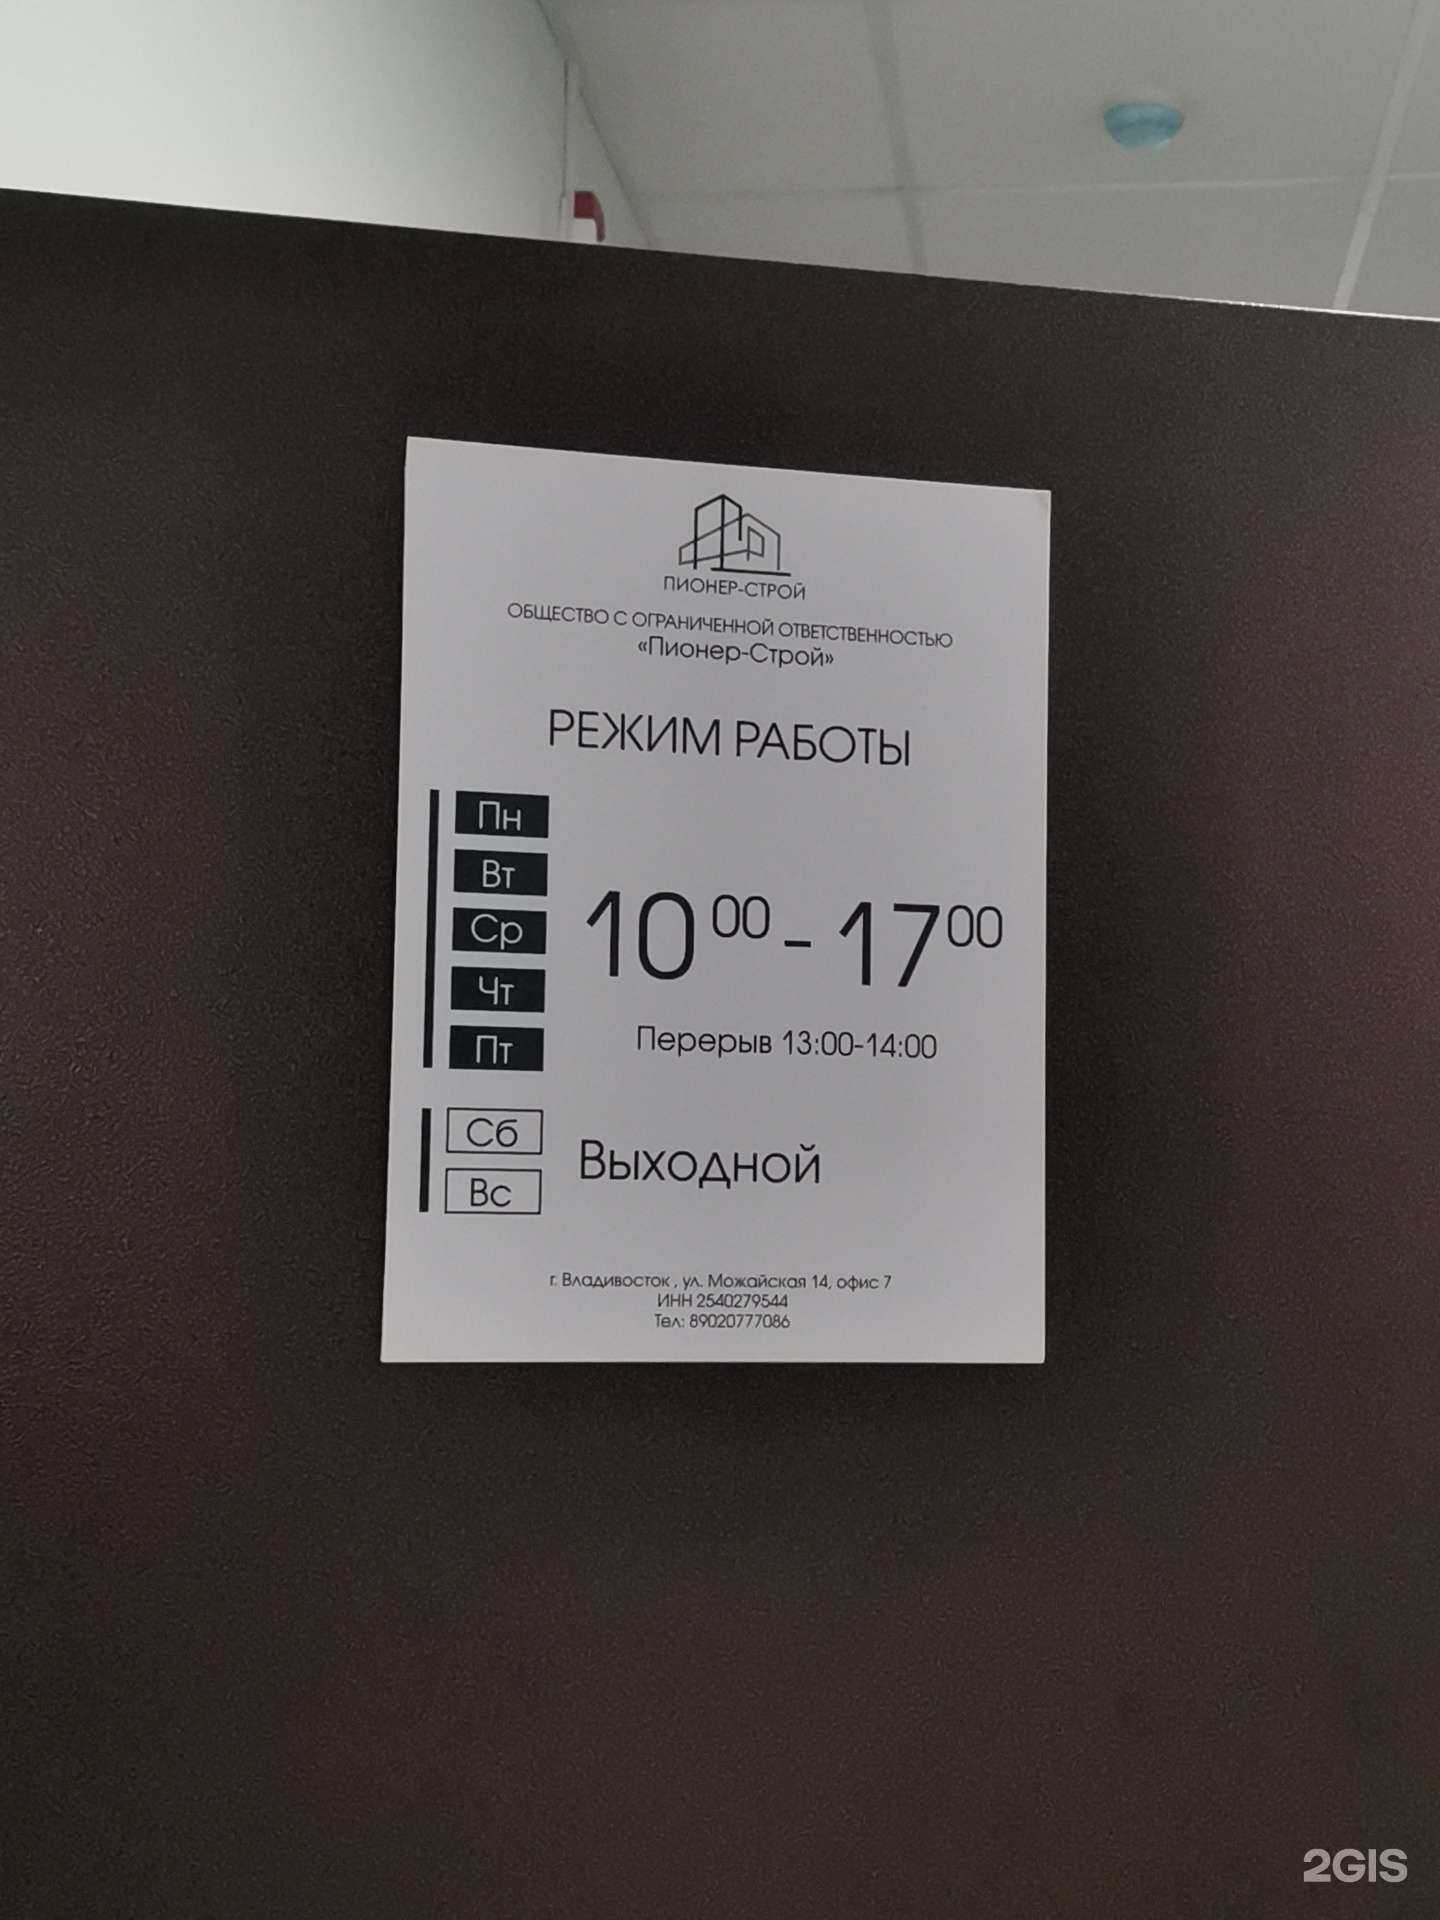 ПИОНЕР-СТРОЙ
ОБЩЕСТВО С ОГРАНИЧЕННОЙ ОТВЕТСТВЕННОСТЬЮ
«Пионер-Строй»
РЕЖИМ РАБОТЫ
Пн
Вт
Ср
Чт
Пт
10 00 - 17 00
Перерыв 13:00-14:00
Сб
Вс
Выходной
г. Владивосток , ул. Можайская 14, офис 7
ИНН 2540279544
Тел: 89020777086
2GIS